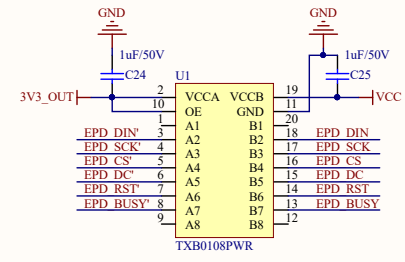 GND GND
1uF/50V 1uF/50V
C24 U1 C25
3V3_OUT 2 VCCA VCCB 19 VCC
10 OE GND 11
1 A1 B1 20
EPD_DIN' 3 A2 B2 18 EPD_DIN
EPD_SCK' 4 A3 B3 17 EPD_SCK
EPD_CS' 5 A4 B4 16 EPD_CS
EPD_DC' 6 A5 B5 15 EPD_DC
EPD_RST' 7 A6 B6 14 EPD_RST
EPD_BUSY' 8 A7 B7 13 EPD_BUSY
9 A8 B8 12
TXB0108PWR